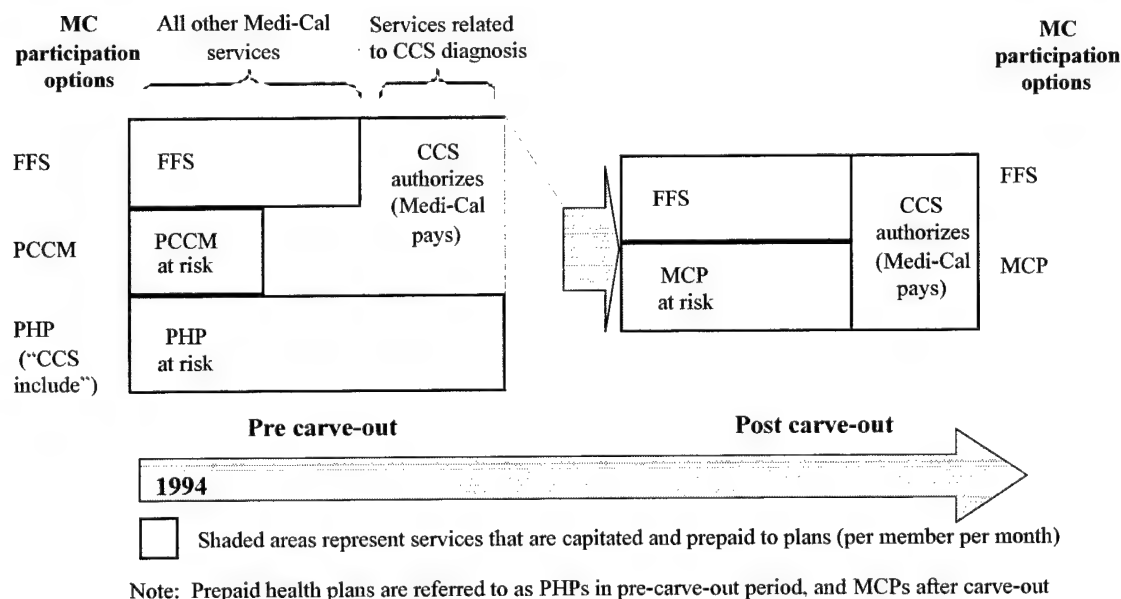 MC
participation
options
All other Medi-Cal
services
Services related
to CCS diagnosis
MC
participation
options
FFS
FFS
CCS
authorizes
(Medi-Cal
pays)
PCCM
PCCM
at risk
PHP
("CCS
include")
PHP
at risk
FFS
MCP
at risk
CCS
authorizes
(Medi-Cal
pays)
FFS
MCP
Pre carve-out
Post carve-out
1994
Shaded areas represent services that are capitated and prepaid to plans (per member per month)
Note: Prepaid health plans are referred to as PHPs in pre-carve-out period, and MCPs after carve-out